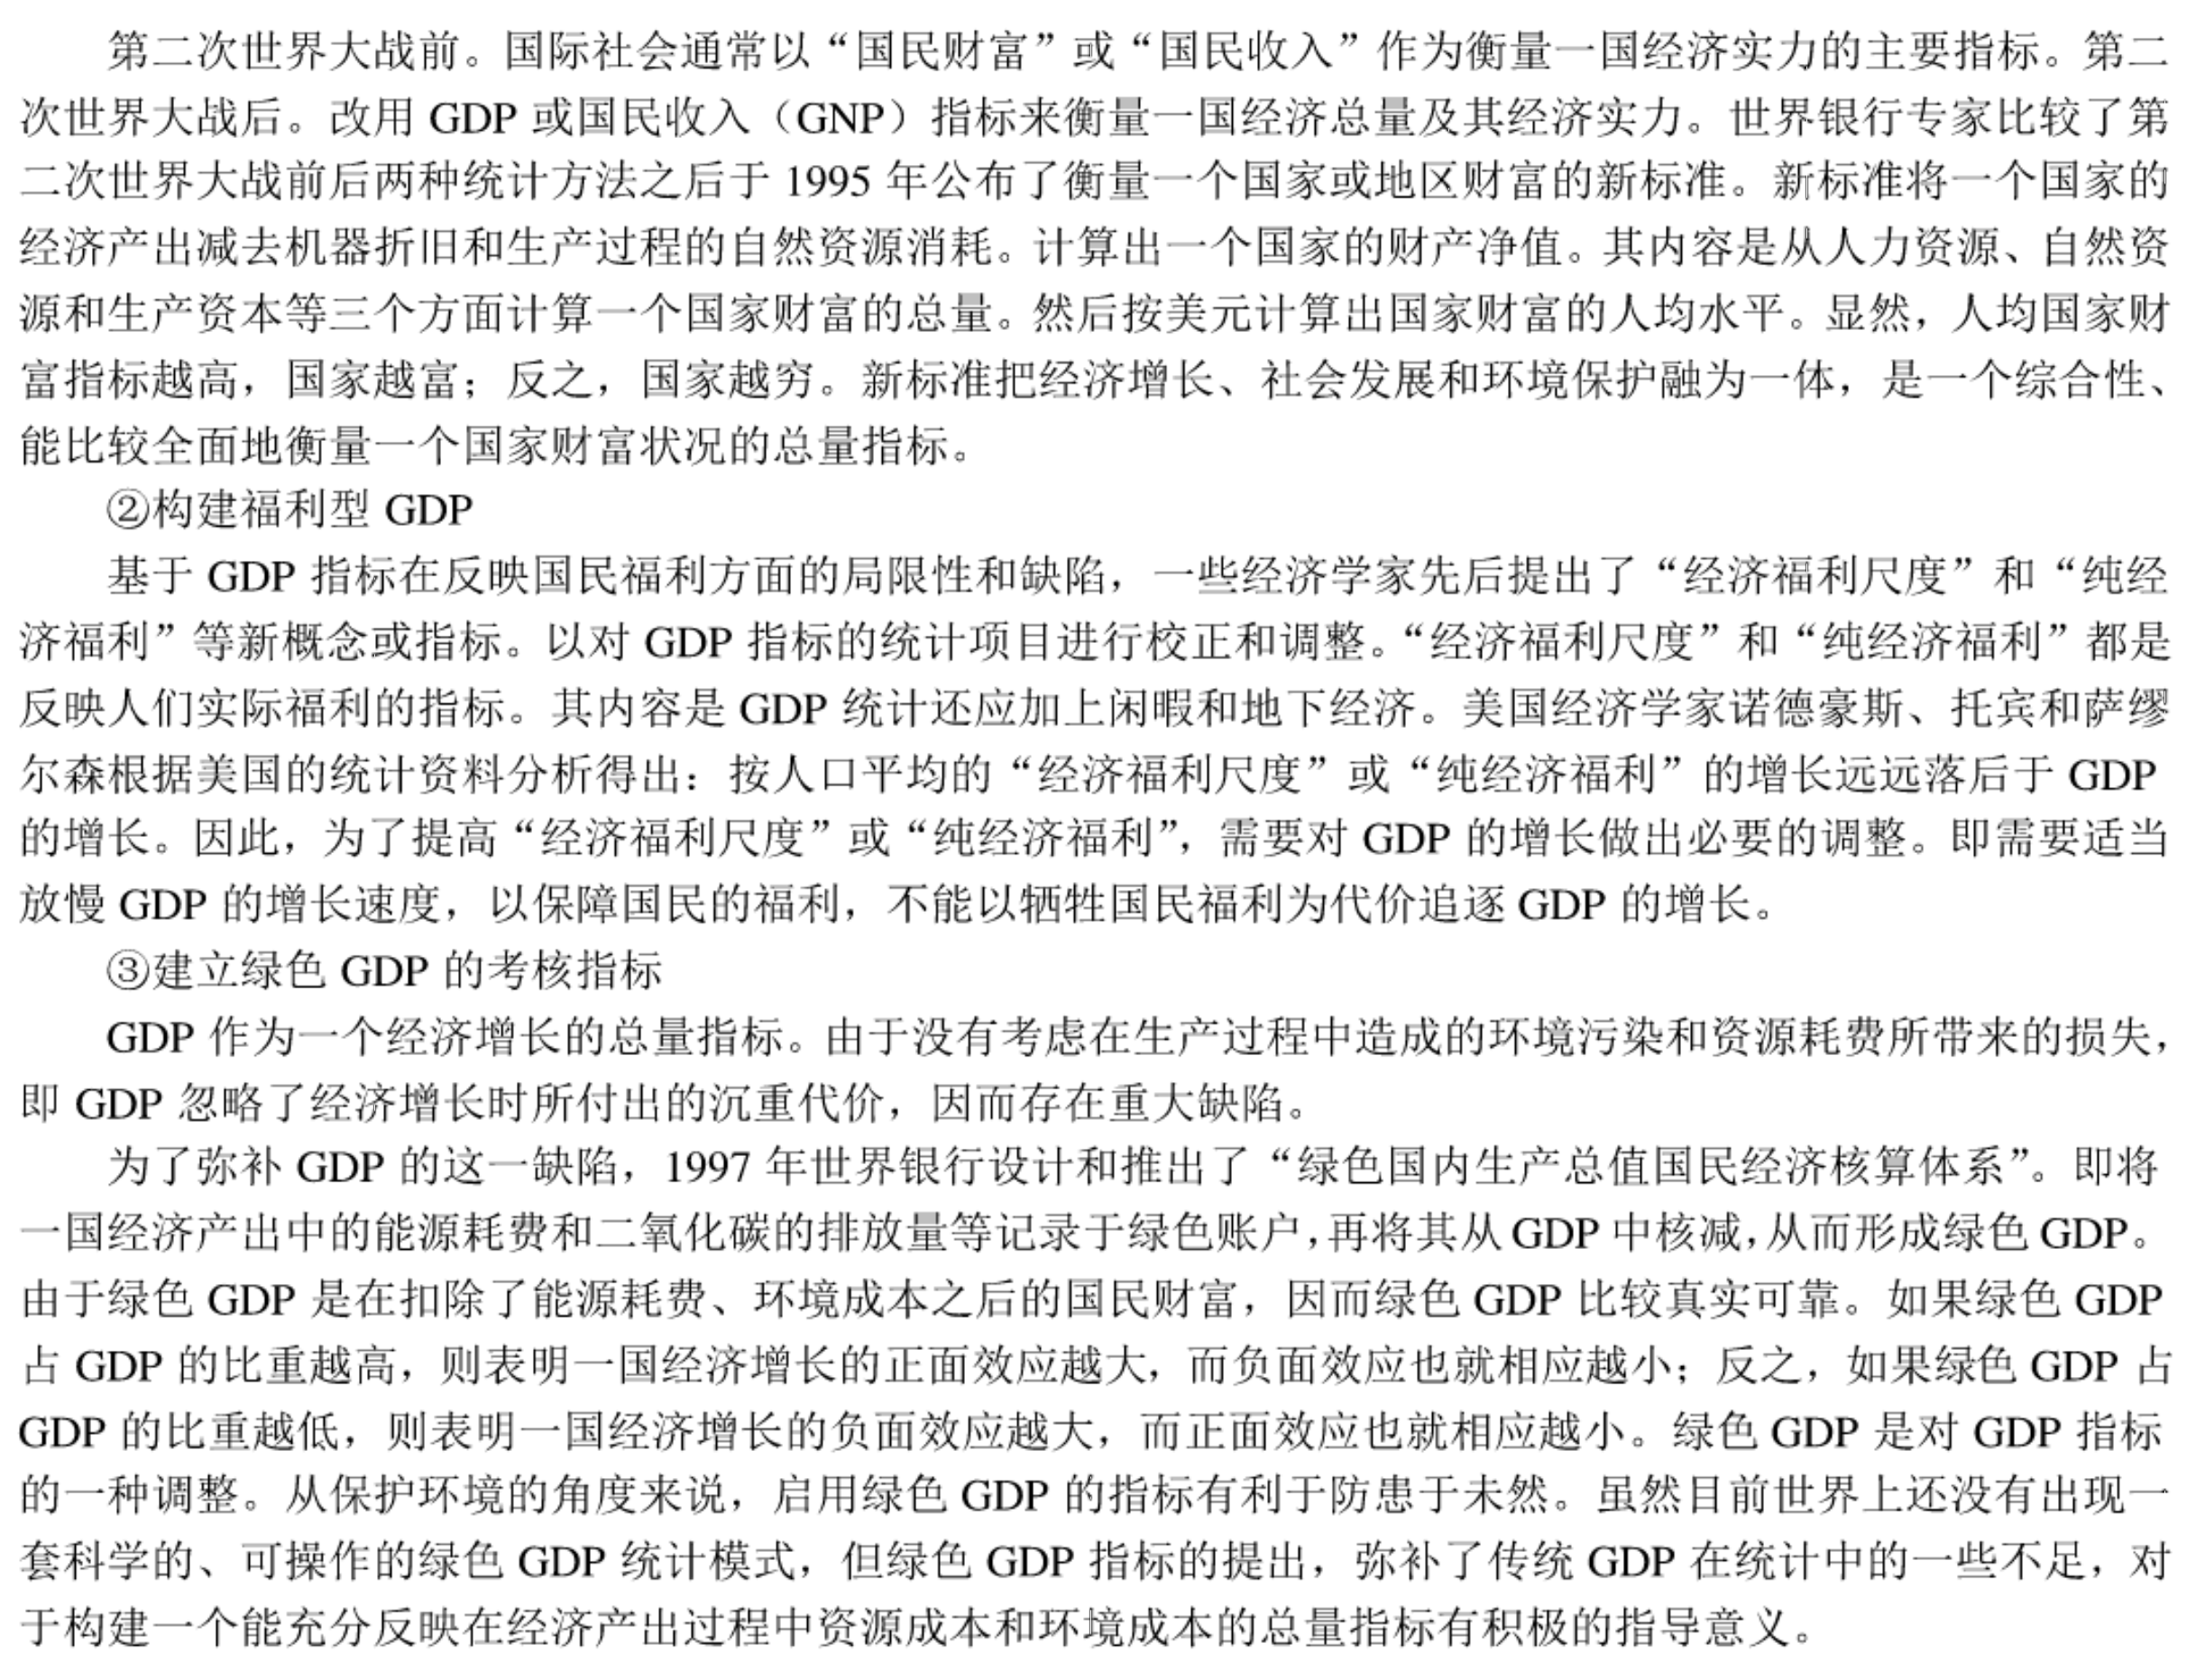 第二次世界大战前。国际社会通常以“国民财富”或“国民收入”作为衡量一国经济实力的主要指标。第二
次世界大战后。改用 GDP 或国民收入（GNP）指标来衡量一国经济总量及其经济实力。世界银行专家比较了第
二次世界大战前后两种统计方法之后于 1995 年公布了衡量一个国家或地区财富的新标准。新标准将一个国家的
经济产出减去机器折旧和生产过程的自然资源消耗。计算出一个国家的财产净值。其内容是从人力资源、自然资
源和生产资本等三个方面计算一个国家财富的总量。然后按美元计算出国家财富的人均水平。显然，人均国家财
富指标越高，国家越富；反之，国家越穷。新标准把经济增长、社会发展和环境保护融为一体，是一个综合性、
能比较全面地衡量一个国家财富状况的总量指标。
②构建福利型 GDP
基于 GDP 指标在反映国民福利方面的局限性和缺陷，一些经济学家先后提出了“经济福利尺度”和“纯经
济福利”等新概念或指标。以对 GDP 指标的统计项目进行校正和调整。“经济福利尺度”和“纯经济福利”都是
反映人们实际福利的指标。其内容是 GDP 统计还应加上闲暇和地下经济。美国经济学家诺德豪斯、托宾和萨缪
尔森根据美国的统计资料分析得出：按人口平均的“经济福利尺度”或“纯经济福利”的增长远远落后于 GDP
的增长。因此，为了提高“经济福利尺度”或“纯经济福利”，需要对 GDP 的增长做出必要的调整。即需要适当
放慢 GDP 的增长速度，以保障国民的福利，不能以牺牲国民福利为代价追逐 GDP 的增长。
③建立绿色 GDP 的考核指标
GDP 作为一个经济增长的总量指标。由于没有考虑在生产过程中造成的环境污染和资源耗费所带来的损失，
即 GDP 忽略了经济增长时所付出的沉重代价，因而存在重大缺陷。
为了弥补 GDP 的这一缺陷，1997 年世界银行设计和推出了“绿色国内生产总值国民经济核算体系”。即将
一国经济产出中的能源耗费和二氧化碳的排放量等记录于绿色账户，再将其从 GDP 中核减，从而形成绿色 GDP。
由于绿色 GDP 是在扣除了能源耗费、环境成本之后的国民财富，因而绿色 GDP 比较真实可靠。如果绿色 GDP
占 GDP 的比重越高，则表明一国经济增长的正面效应越大，而负面效应也就相应越小；反之，如果绿色 GDP 占
GDP 的比重越低，则表明一国经济增长的负面效应越大，而正面效应也就相应越小。绿色 GDP 是对 GDP 指标
的一种调整。从保护环境的角度来说，启用绿色 GDP 的指标有利于防患于未然。虽然目前世界上还没有出现一
套科学的、可操作的绿色 GDP 统计模式，但绿色 GDP 指标的提出，弥补了传统 GDP 在统计中的一些不足，对
于构建一个能充分反映在经济产出过程中资源成本和环境成本的总量指标有积极的指导意义。